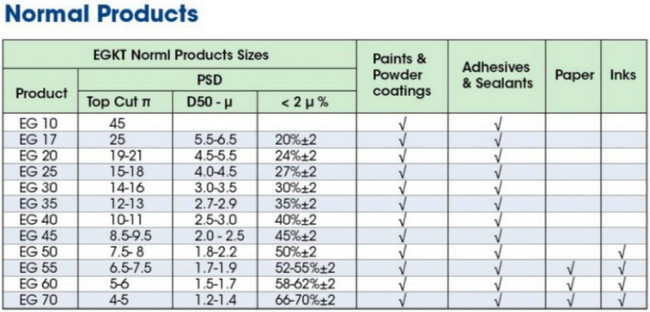 Normal Products
EGKT Norml Products Sizes Paints & Powder coatings Adhesives & Sealants Paper Inks
Product PSD
Top Cut π D50 - μ < 2 μ %
EG 10 45 √ √
EG 17 25 5.5-6.5 20%±2 √ √
EG 20 19-21 4.5-5.5 24%±2 √ √
EG 25 15-18 4.0-4.5 27%±2 √ √
EG 30 14-16 3.0-3.5 30%±2 √ √
EG 35 12-13 2.7-2.9 35%±2 √ √
EG 40 10-11 2.5-3.0 40%±2 √ √
EG 45 8.5-9.5 2.0 - 2.5 45%±2 √ √
EG 50 7.5- 8 1.8-2.2 50%±2 √ √ √
EG 55 6.5-7.5 1.7-1.9 52-55%±2 √ √ √ √
EG 60 5-6 1.5-1.7 58-62%±2 √ √ √ √
EG 70 4-5 1.2-1.4 66-70%±2 √ √ √ √